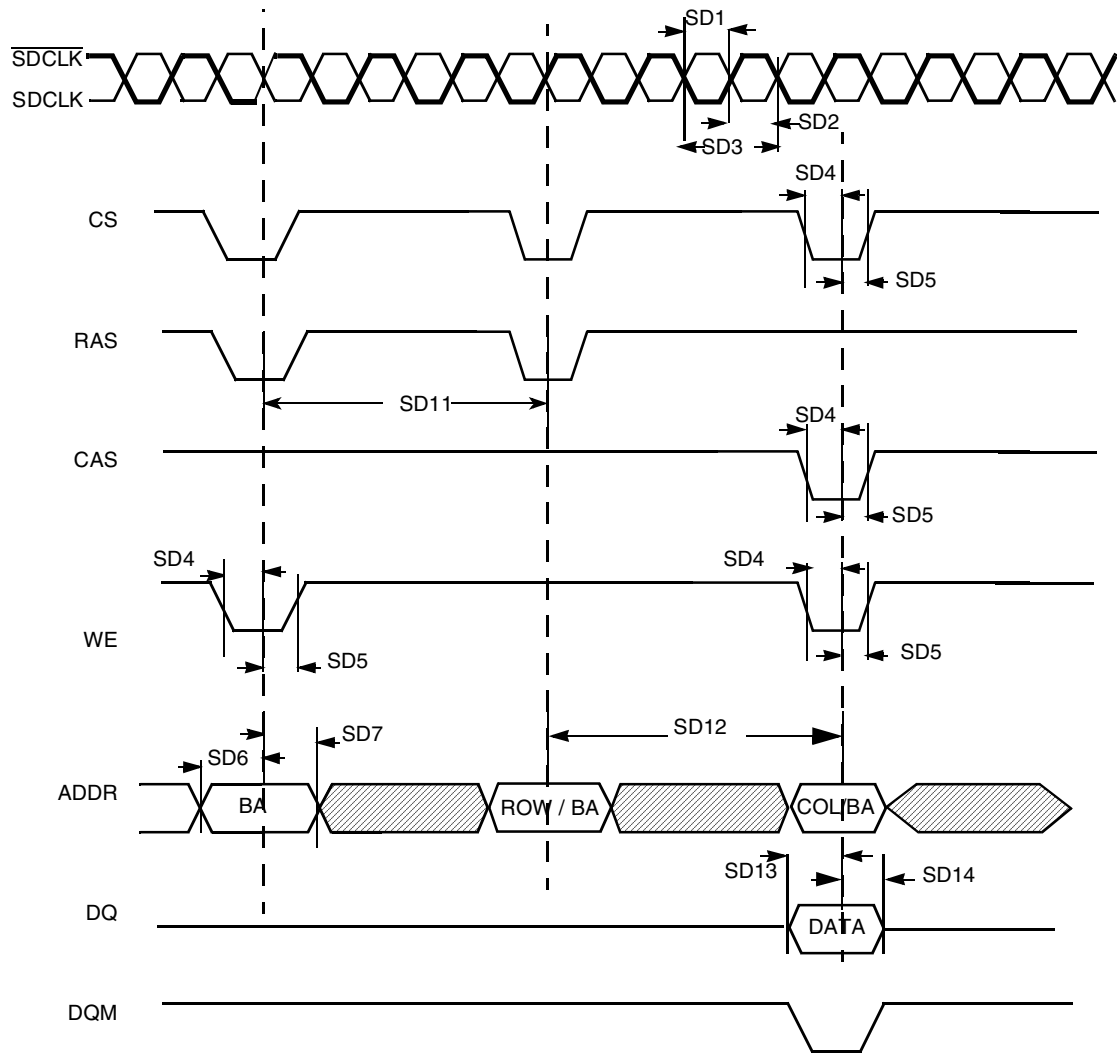 SD1
SDCLK
SDCLK
SD2
SD3
SD4
CS
SD5
RAS
SD11
SD4
CAS
SD5
SD4
SD4
WE
SD5
SD5
SD12
SD7
SD6
ADDR
BA
ROW / BA
COL/BA
SD13
SD14
DQ
DATA
DQM